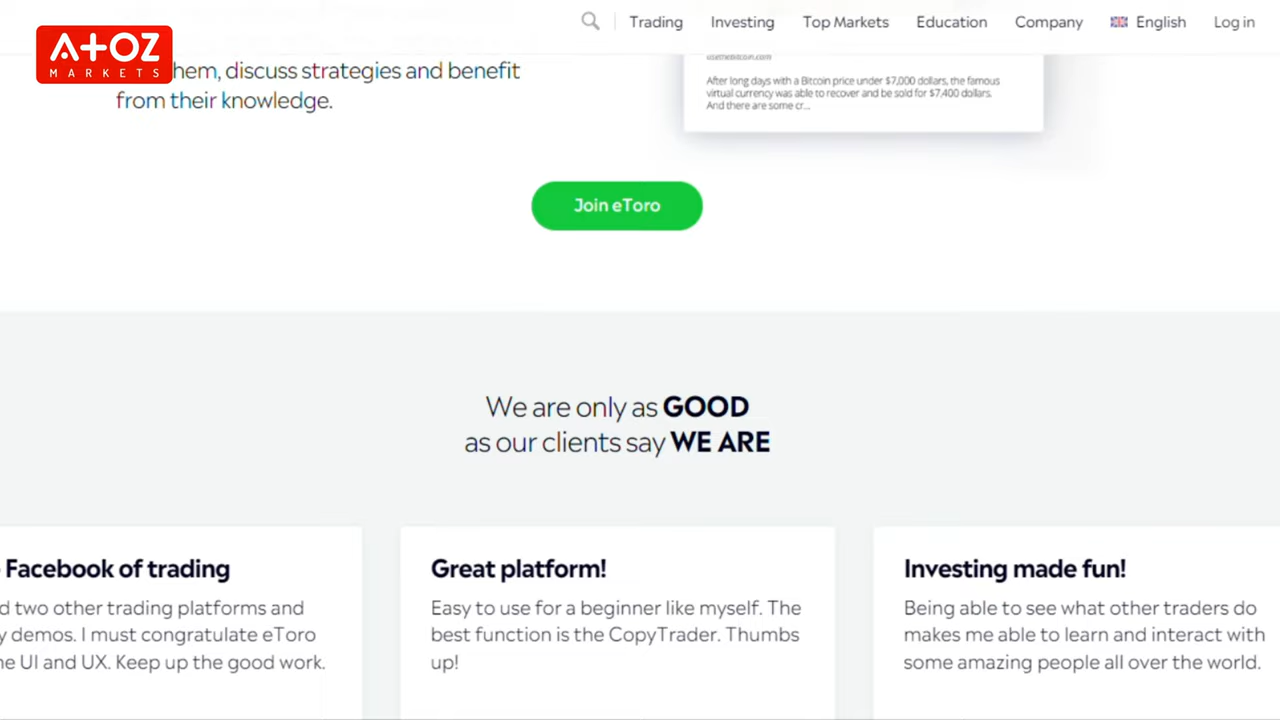 A+OZ
MARKETS
Trading
Investing
Top Markets
Education
Company
English
Log in
hem, discuss strategies and benefit
from their knowledge.
usethebitcoin.com
After long days with a Bitcoin price under $7,000 dollars, the famous
virtual currency was able to recover and be sold for $7,400 dollars.
And there are some cr...
Join eToro
We are only as GOOD
as our clients say WE ARE
Facebook of trading
d two other trading platforms and
y demos. I must congratulate eToro
he UI and UX. Keep up the good work.
Great platform!
Easy to use for a beginner like myself. The
best function is the CopyTrader. Thumbs
up!
Investing made fun!
Being able to see what other traders do
makes me able to learn and interact with
some amazing people all over the world.